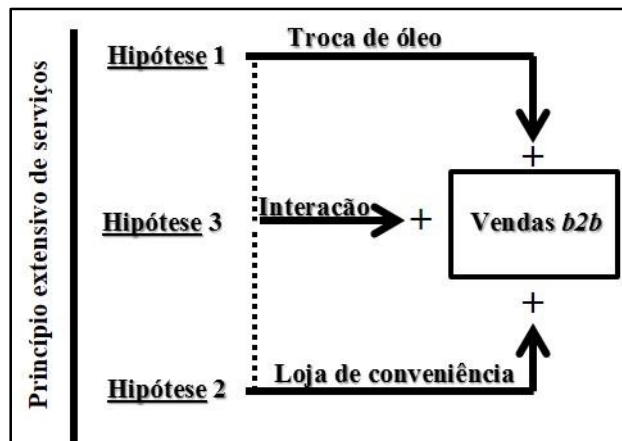 Princípio extensivo de serviços
Hipótese 1
Troca de óleo
+
Hipótese 3
Interação
+
Vendas b2b
+
Hipótese 2
Loja de conveniência